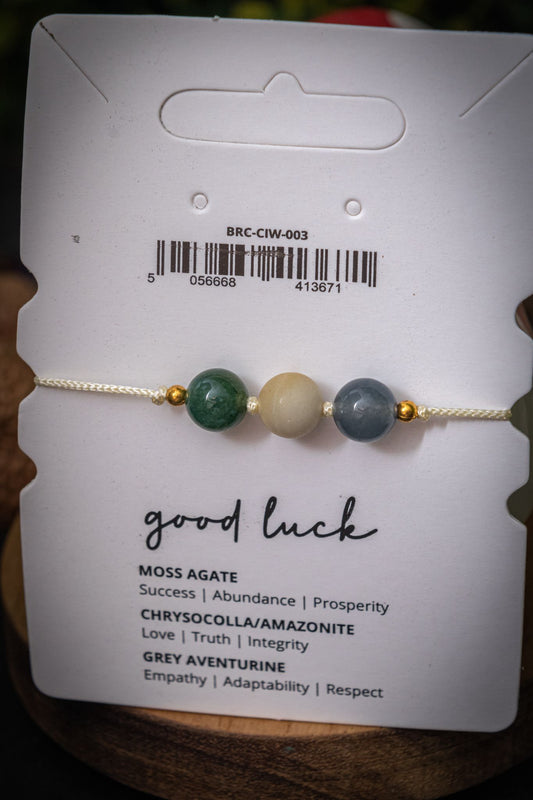 BRC-CIW-003
5 056668 413671
good luck
MOSS AGATE
Success | Abundance | Prosperity
CHRYSOCOLLA/AMAZONITE
Love | Truth | Integrity
GREY AVENTURINE
Empathy | Adaptability | Respect